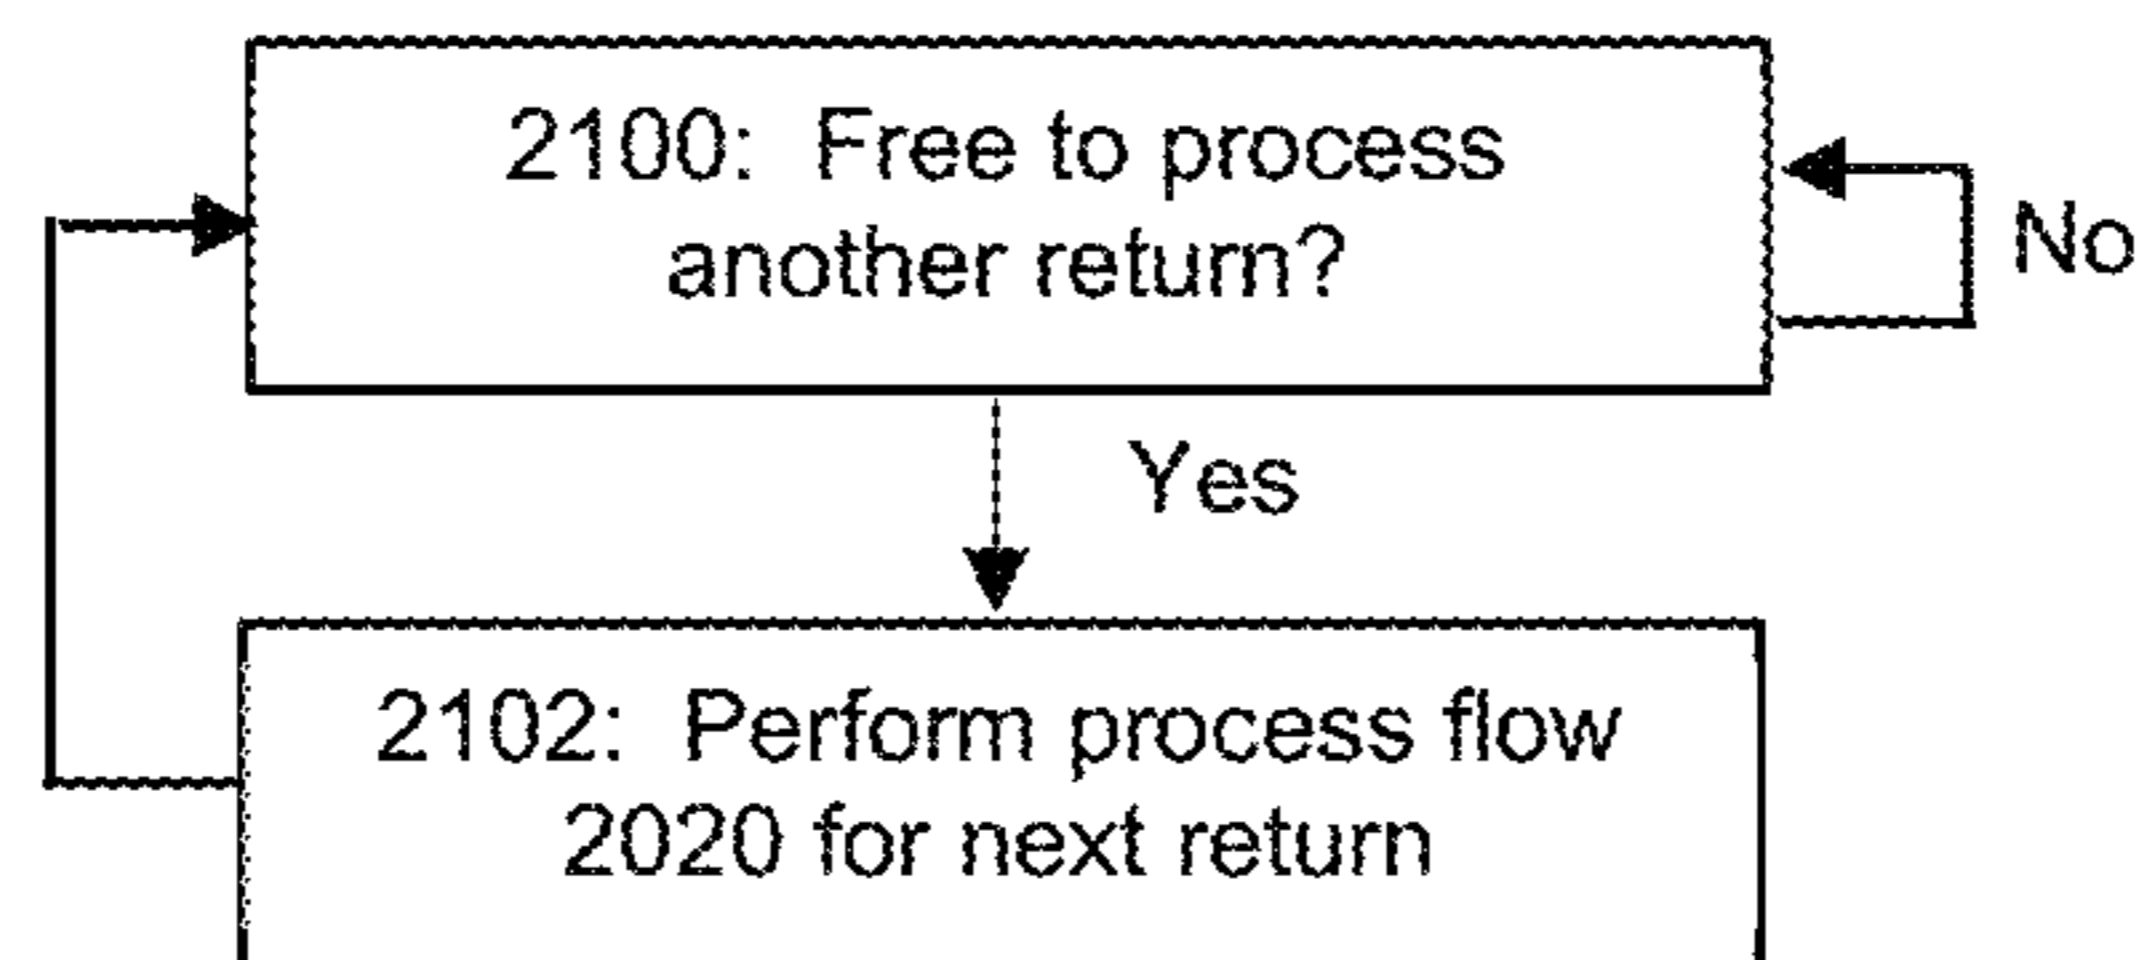 2100: Free to process
another return?
No
Yes
2102: Perform process flow
2020 for next return